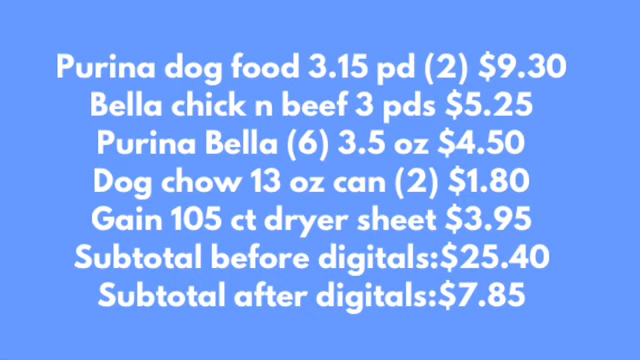 Purina dog food 3.15 pd (2) $9.30
Bella chick n beef 3 pds $5.25
Purina Bella (6) 3.5 oz $4.50
Dog chow 13 oz can (2) $1.80
Gain 105 ct dryer sheet $3.95
Subtotal before digitals:$25.40
Subtotal after digitals:$7.85